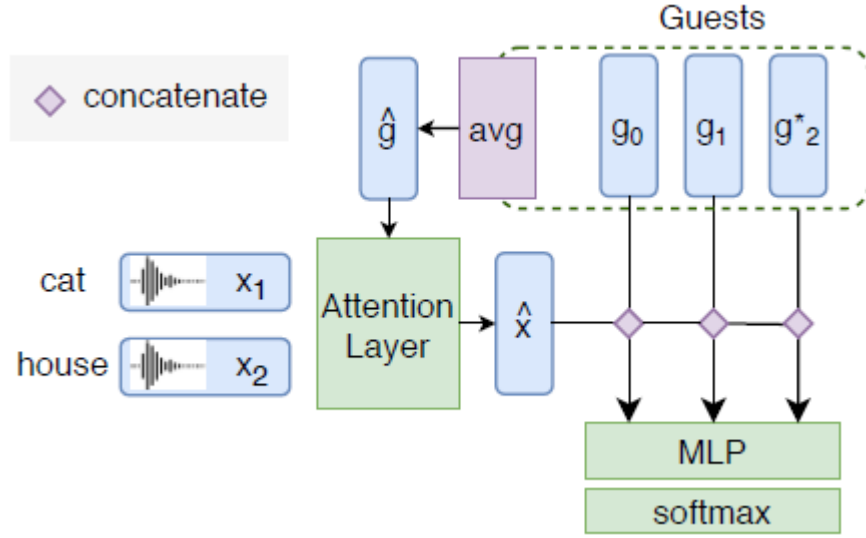 Guests
concatenate
ĝ
avg
g₀
g₁
g*₂
cat
x₁
Attention
Layer
x̂
house
x₂
MLP
softmax